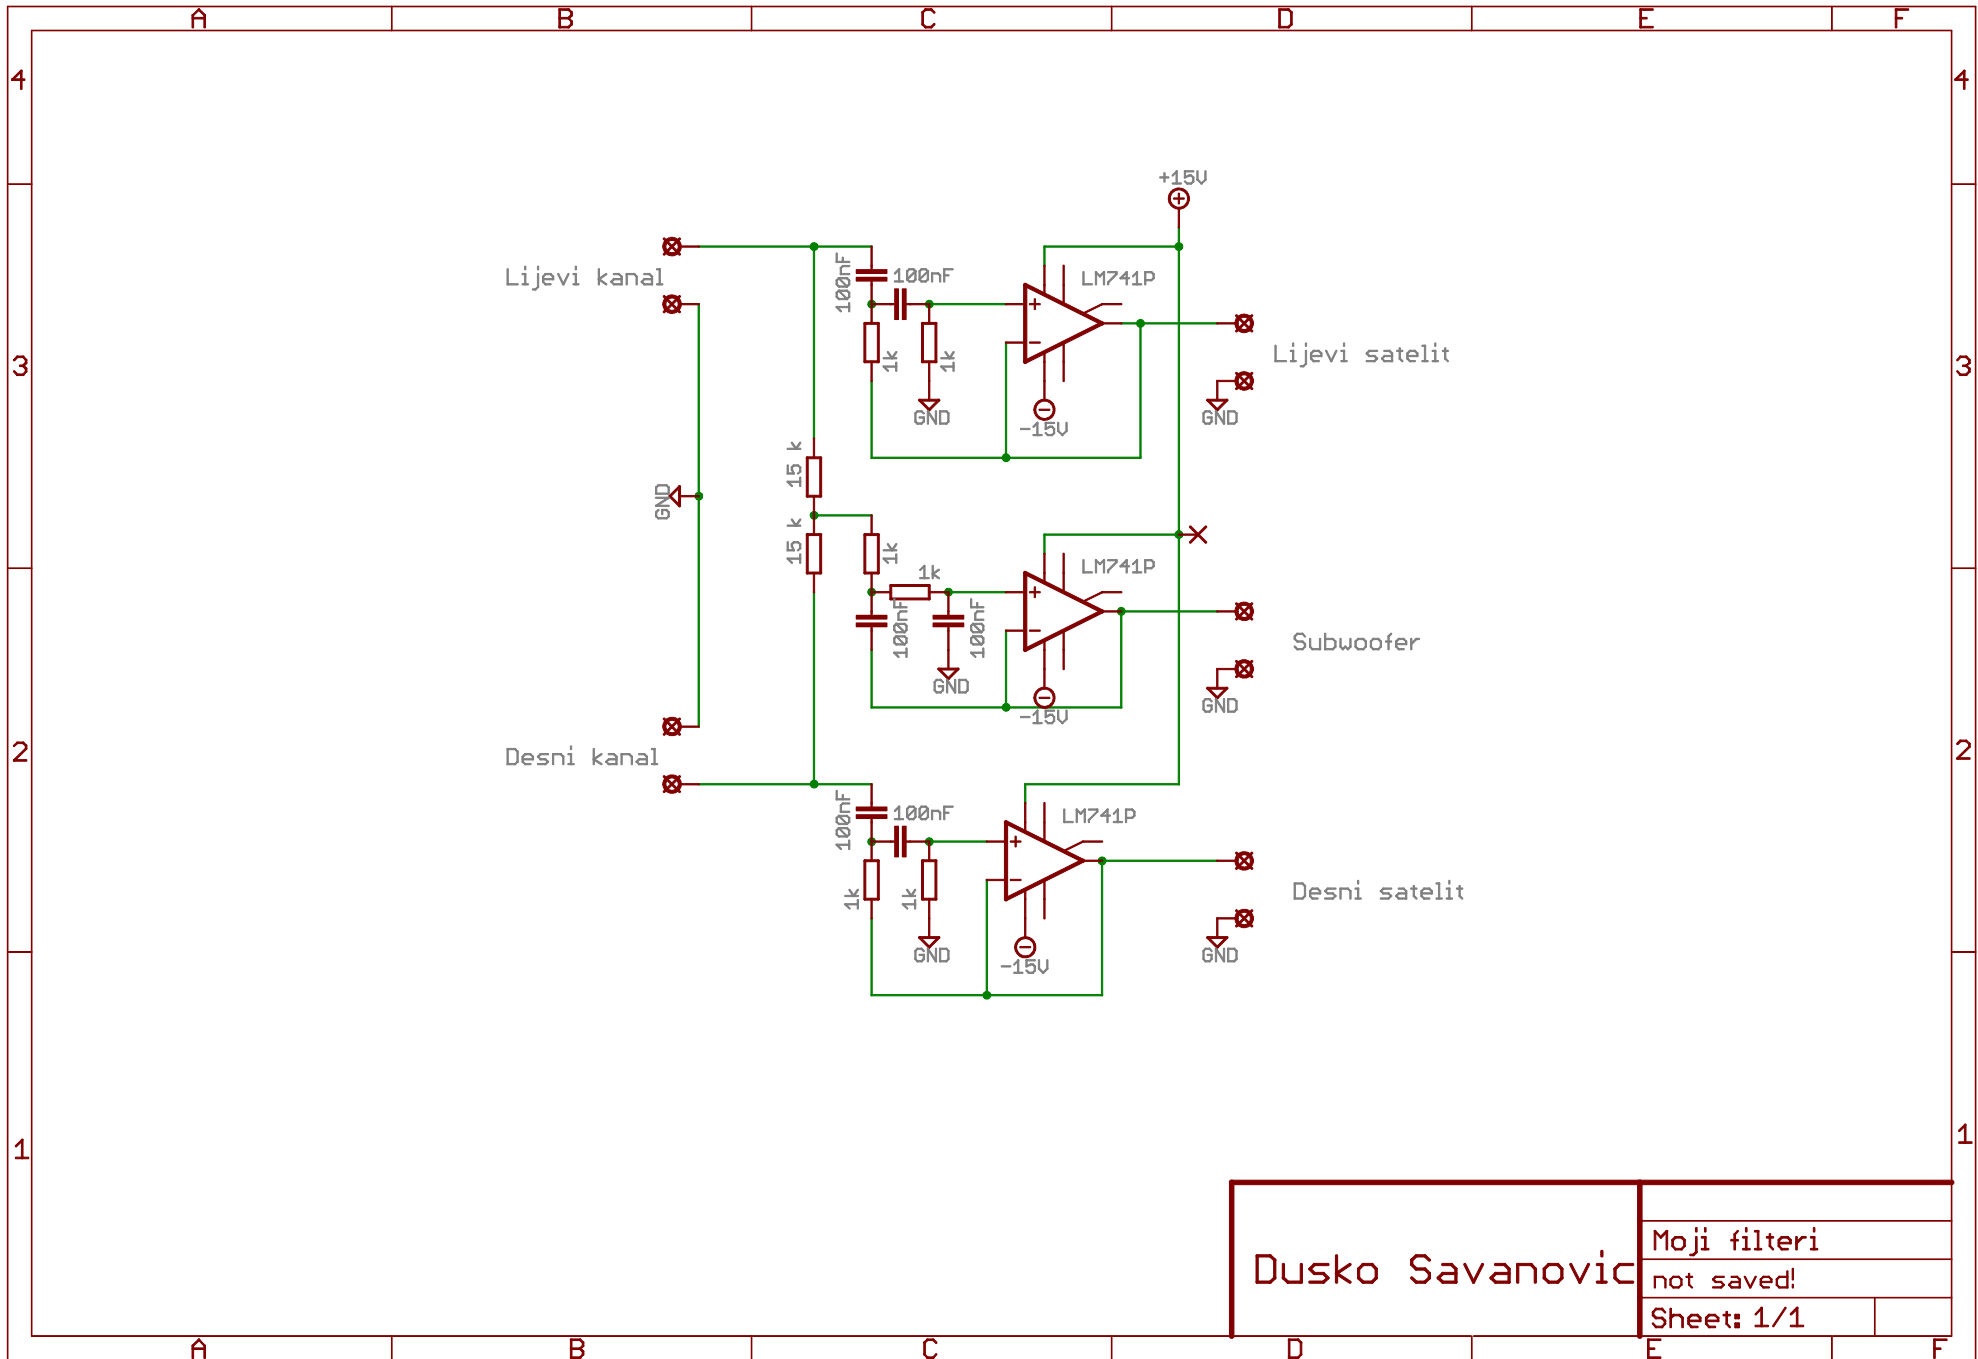 A B C D E F
4 4
+15V
100nF 100nF LM741P
Lijevi kanal
1k 1k
Lijevi satelit
3 3
GND GND
-15V
15 k
GND
15 k 1k LM741P
1k
100nF 100nF
Subwoofer
GND GND
-15V
2 2
Desni kanal
100nF 100nF LM741P
1k 1k
Desni satelit
GND GND
-15V
1 1
Dusko Savanovic
Moji filteri
not saved!
Sheet: 1/1
A B C D E F